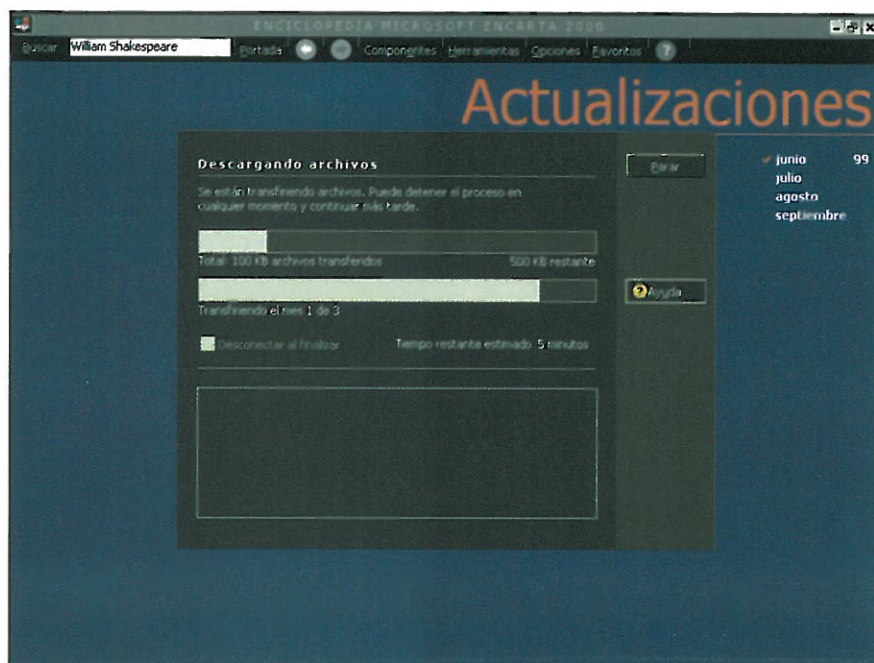 ENCICLOPEDIA MICROSOFT ENCARTA 2000
Buscar William Shakespeare Portada Componentes Herramientas Opciones Favoritos ?
Actualizaciones
Descargando archivos
Parar
junio 99
Se están transfiriendo archivos. Puede detener el proceso en
julio
cualquier momento y continuar más tarde.
agosto
septiembre
Total: 100 KB archivos transferidos 500 KB restante
? Ayuda
Transfiriendo el mes 1 de 3
Desconectar al finalizar Tiempo restante estimado 5 minutos